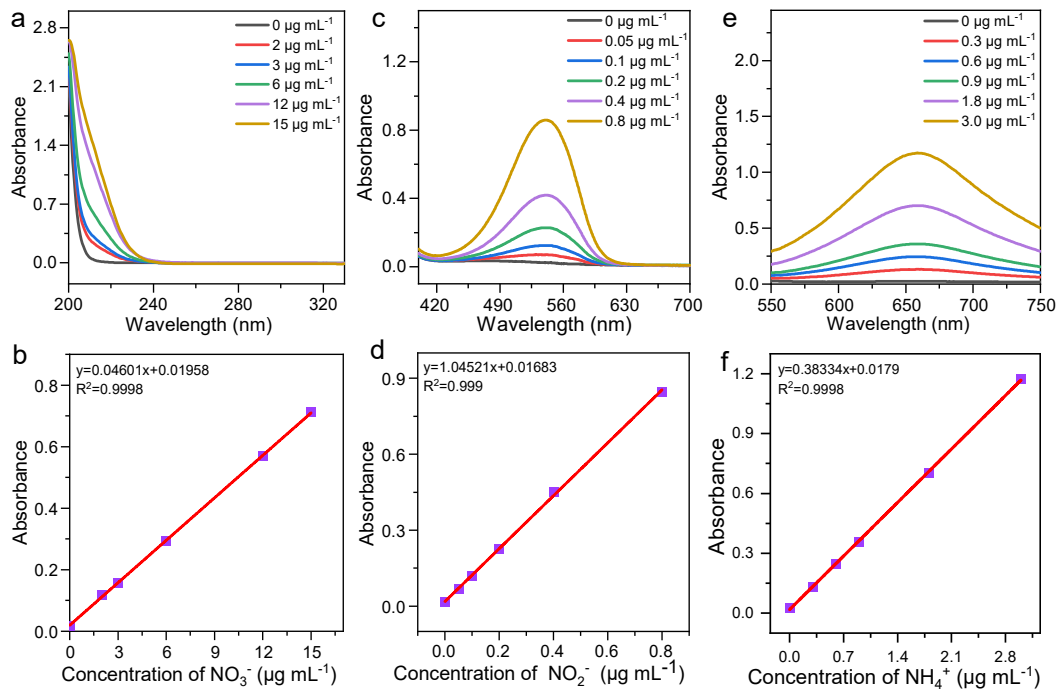 a
0 µg mL⁻¹
2 µg mL⁻¹
3 µg mL⁻¹
6 µg mL⁻¹
12 µg mL⁻¹
15 µg mL⁻¹
2.8
2.1
1.4
0.7
0.0
Absorbance
200 240 280 320
Wavelength (nm)
c
0 µg mL⁻¹
0.05 µg mL⁻¹
0.1 µg mL⁻¹
0.2 µg mL⁻¹
0.4 µg mL⁻¹
0.8 µg mL⁻¹
1.2
0.8
0.4
0.0
Absorbance
420 490 560 630 700
Wavelength (nm)
e
0 µg mL⁻¹
0.3 µg mL⁻¹
0.6 µg mL⁻¹
0.9 µg mL⁻¹
1.8 µg mL⁻¹
3.0 µg mL⁻¹
2.0
1.5
1.0
0.5
0.0
Absorbance
550 600 650 700 750
Wavelength (nm)
b
y=0.04601x+0.01958
R²=0.9998
0.8
0.6
0.4
0.2
0.0
Absorbance
0 3 6 9 12 15
Concentration of NO₃⁻ (µg mL⁻¹)
d
y=1.04521x+0.01683
R²=0.999
0.9
0.6
0.3
0.0
Absorbance
0.0 0.2 0.4 0.6 0.8
Concentration of NO₂⁻ (µg mL⁻¹)
f
y=0.38334x+0.0179
R²=0.9998
1.2
0.9
0.6
0.3
0.0
Absorbance
0.0 0.7 1.4 2.1 2.8
Concentration of NH₄⁺ (µg mL⁻¹)